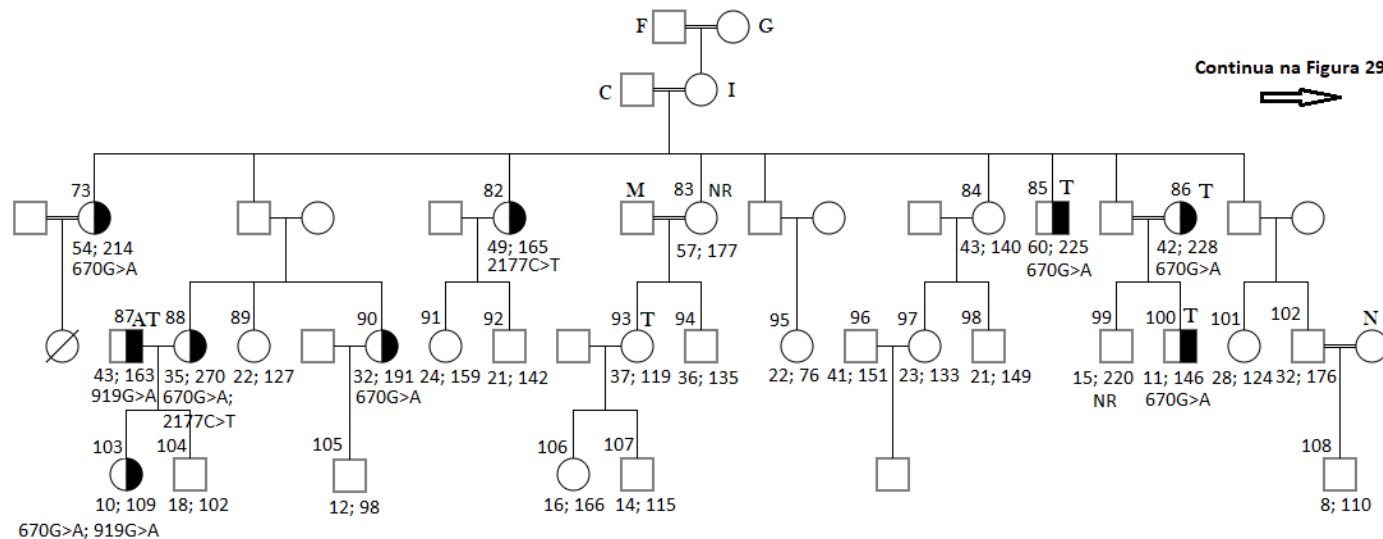 F G
Continua na Figura 29
C I
73 82 M 83 NR 84 85 T 86 T
54; 214 49; 165 57; 177 43; 140 60; 225 42; 228
670G>A 2177C>T 670G>A 670G>A
87 AT 88 89 90 91 92 93 T 94 95 96 97 98 99 100 T 101 102 N
43; 163 35; 270 22; 127 32; 191 24; 159 21; 142 37; 119 36; 135 22; 76 41; 151 23; 133 21; 149 15; 220 11; 146 28; 124 32; 176
919G>A 670G>A; 670G>A NR 670G>A
2177C>T
103 104 105 106 107 108
10; 109 18; 102 12; 98 16; 166 14; 115 8; 110
670G>A; 919G>A